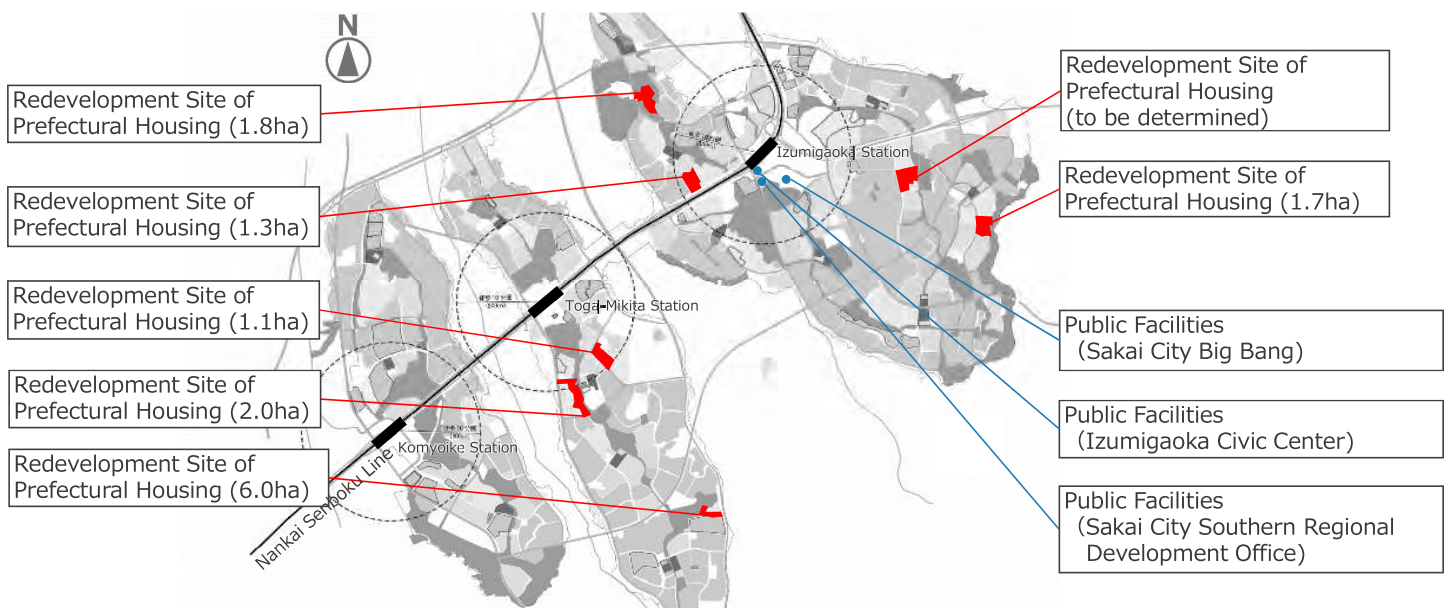 N
Redevelopment Site of
Prefectural Housing (1.8ha)
Redevelopment Site of
Prefectural Housing (1.3ha)
Redevelopment Site of
Prefectural Housing (1.1ha)
Redevelopment Site of
Prefectural Housing (2.0ha)
Redevelopment Site of
Prefectural Housing (6.0ha)
Izumigaoka Station
Toga-Mikita Station
Komyoike Station
Nankai Senboku Line
Redevelopment Site of
Prefectural Housing
(to be determined)
Redevelopment Site of
Prefectural Housing (1.7ha)
Public Facilities
(Sakai City Big Bang)
Public Facilities
(Izumigaoka Civic Center)
Public Facilities
(Sakai City Southern Regional
Development Office)